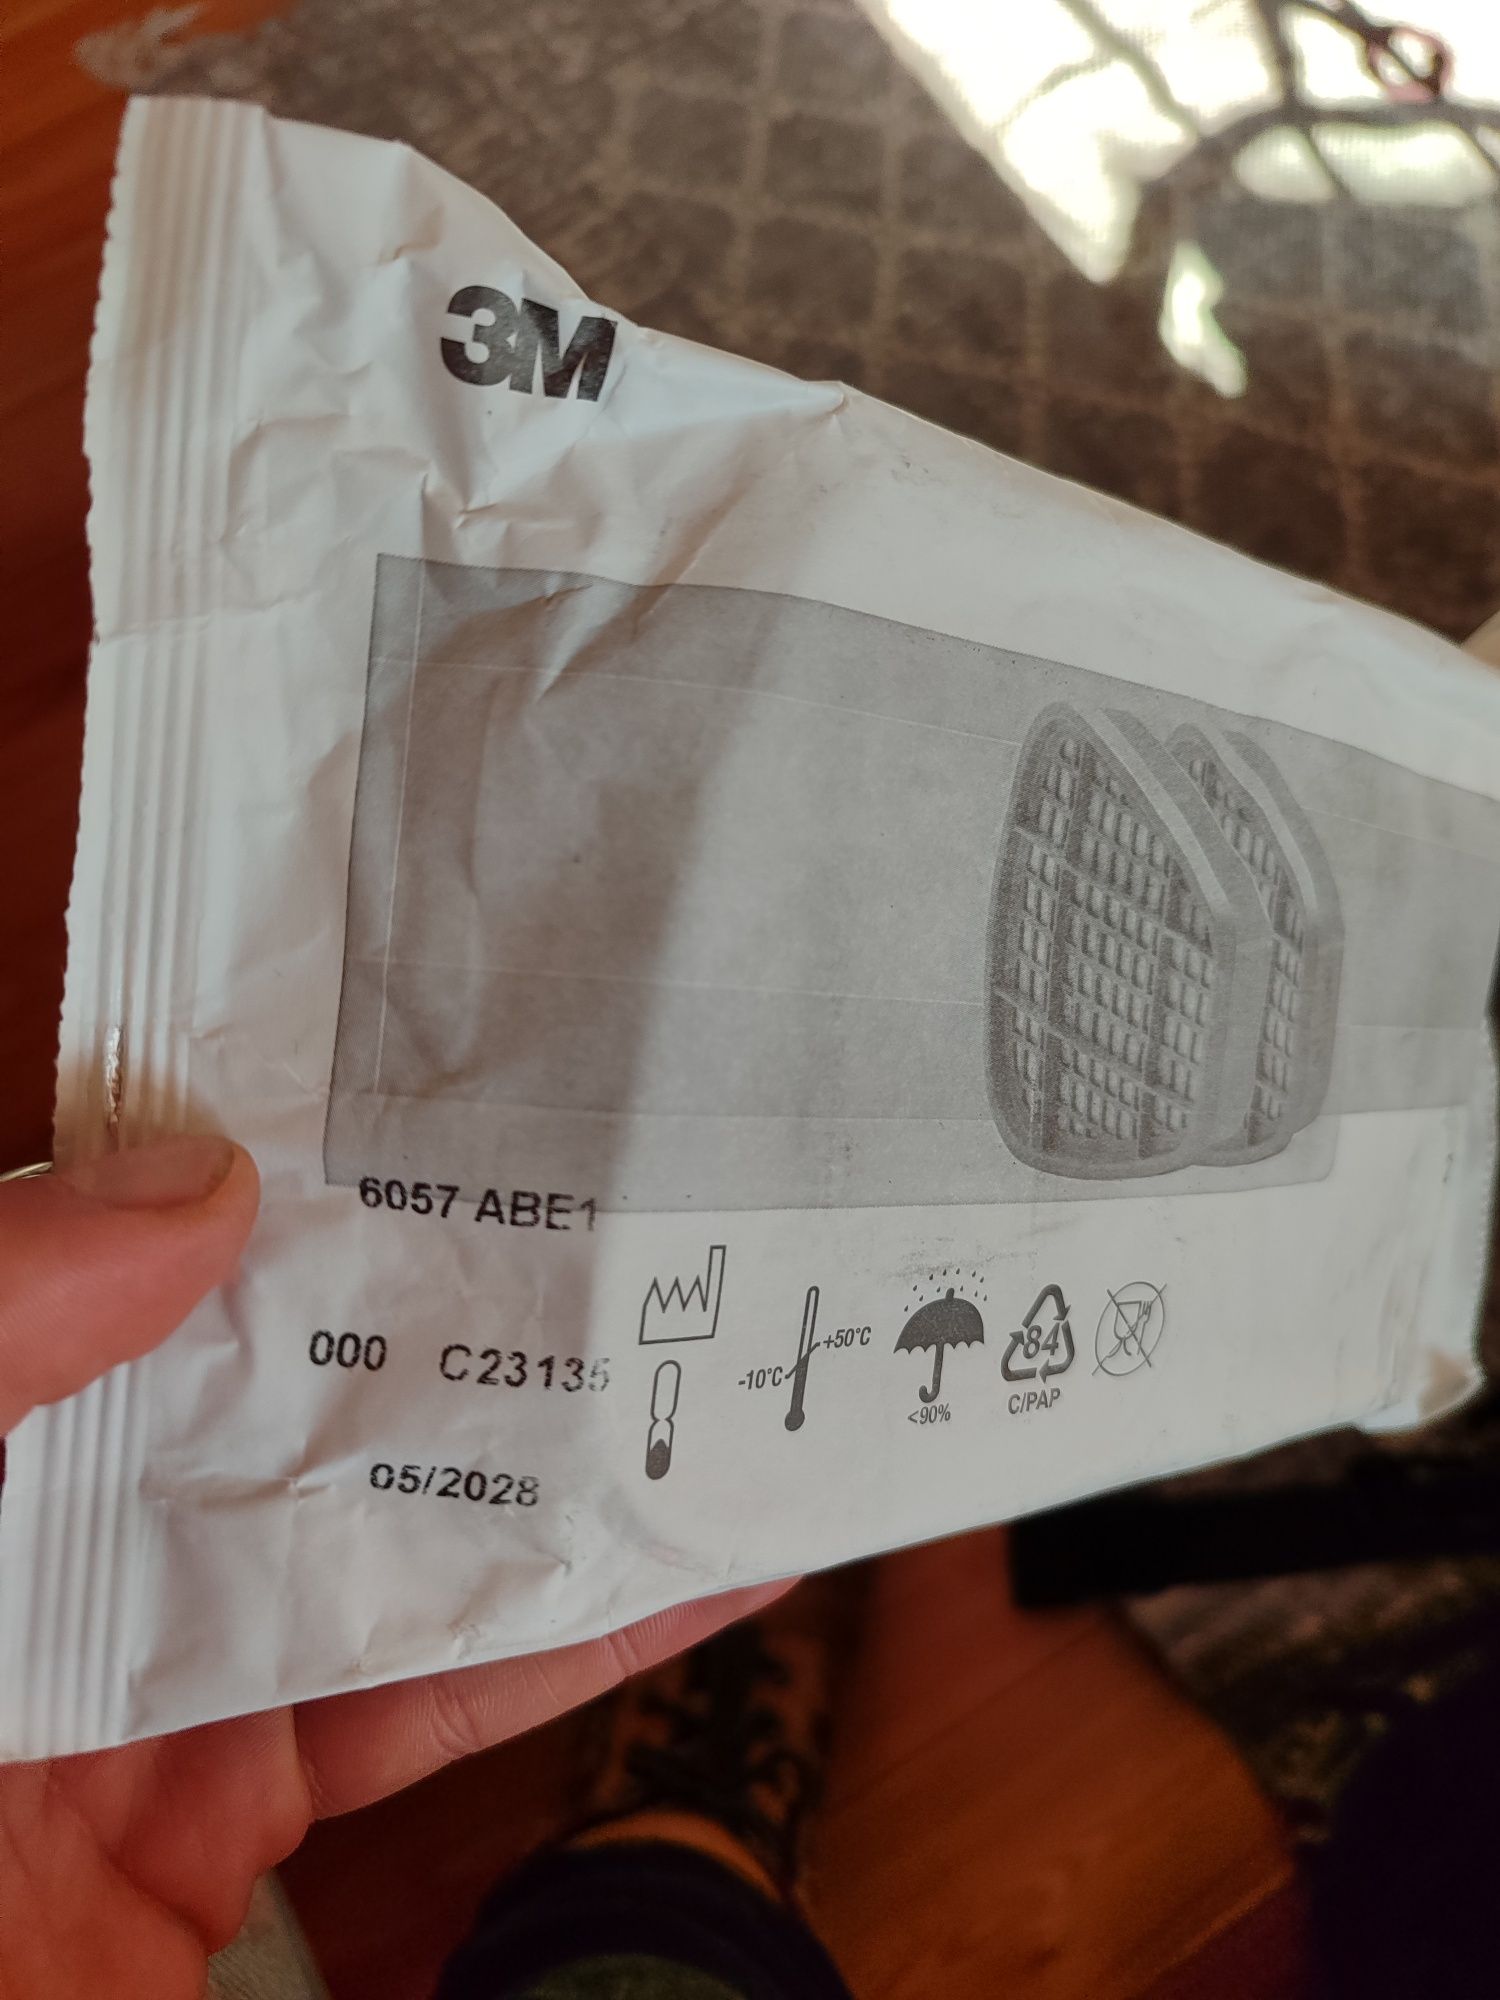 3M
6057 ABE1
000 C23135
-10°C +50°C
<90%
84
C/PAP
05/2028